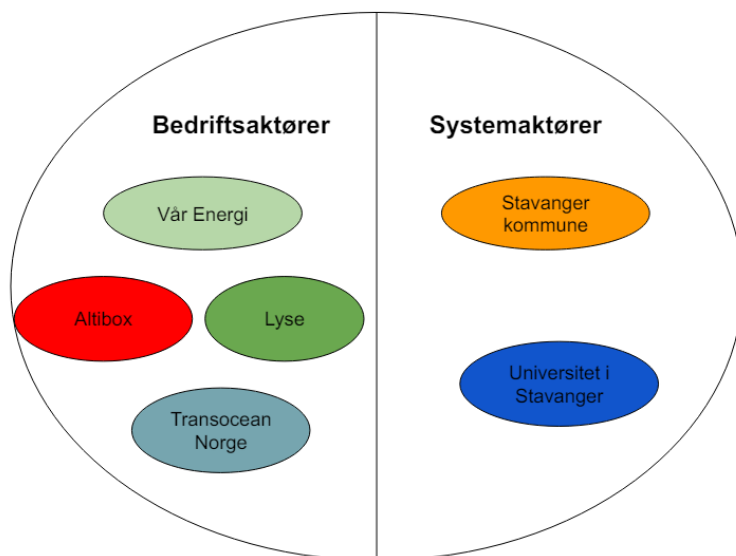 Bedriftsaktører
Systemaktører
Vår Energi
Stavanger
kommune
Altibox
Lyse
Universitet i
Stavanger
Transocean
Norge